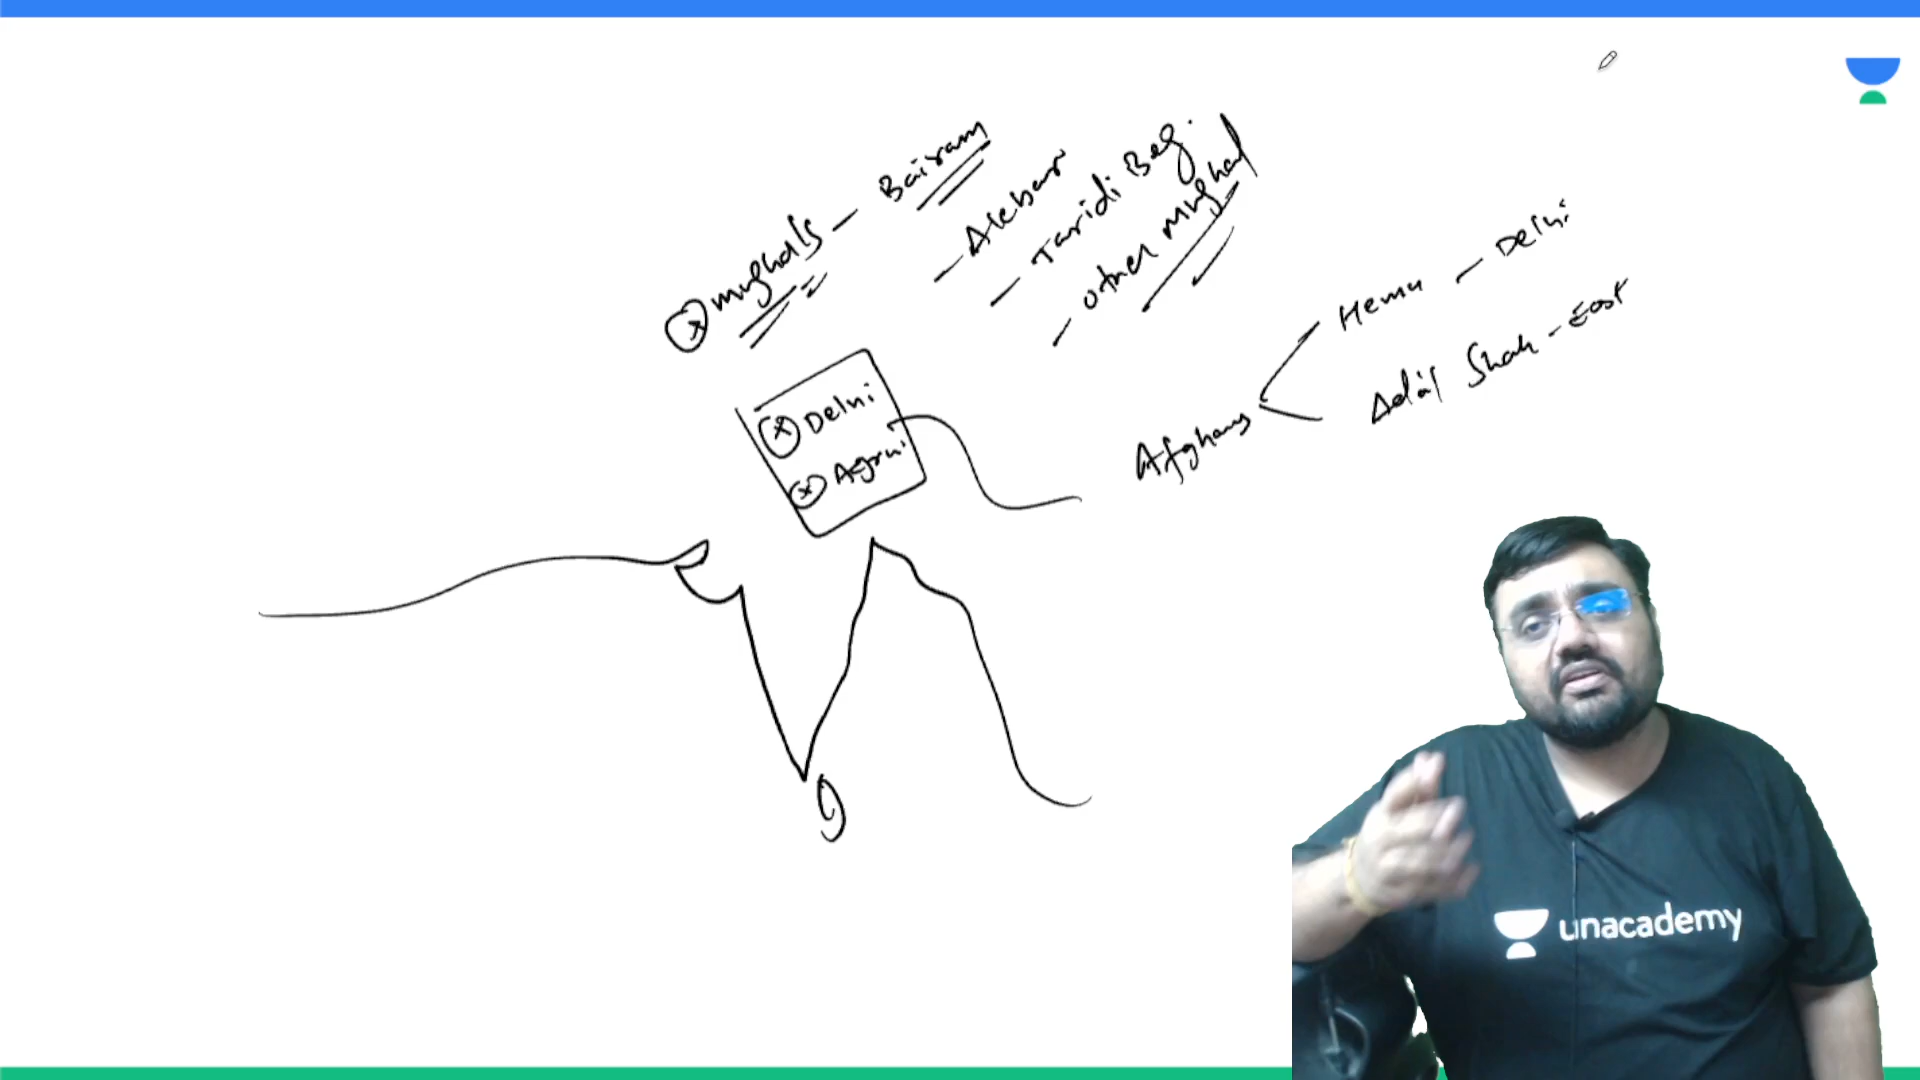 Mughals - Bairam
- Akbar
- Taridi Beg.
- Other Mughal
Delhi
Agra
Afghans
Hemu - Delhi
Adil Shah - East
unacademy